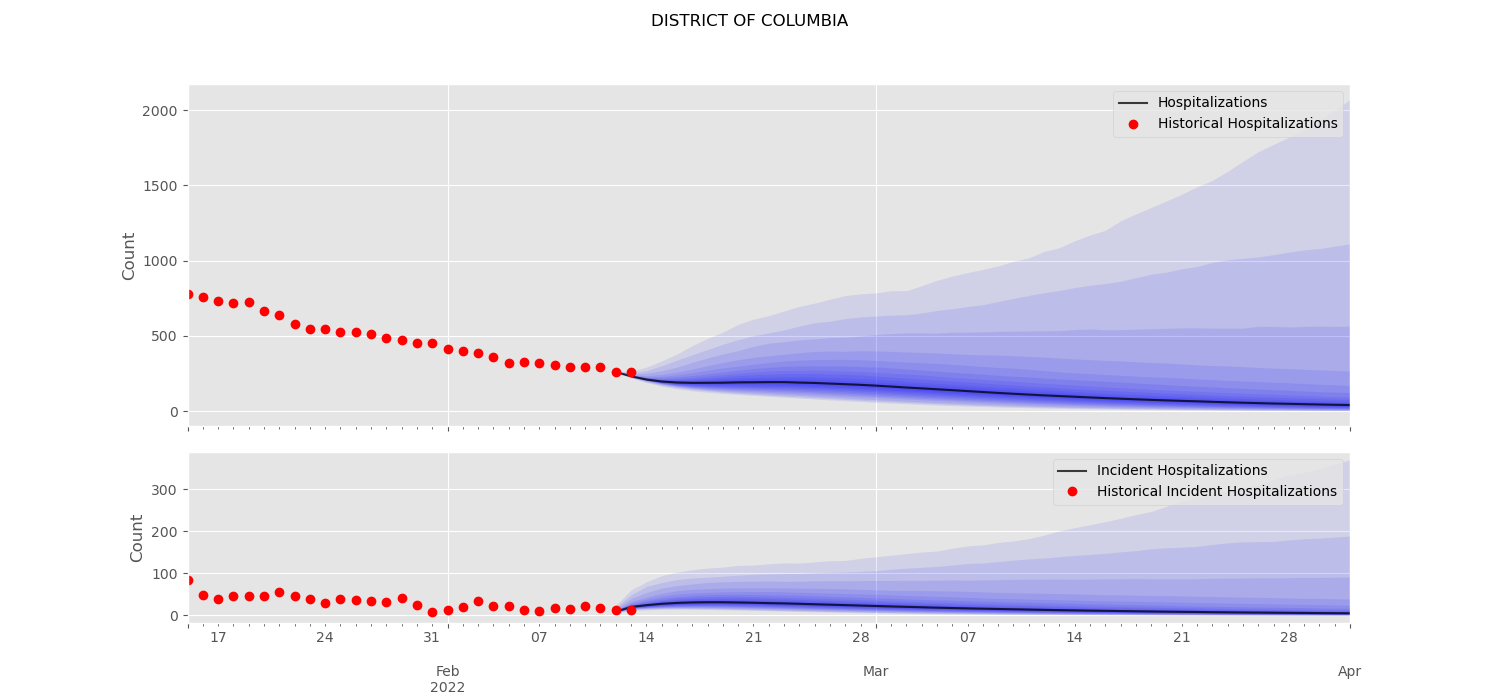 DISTRICT OF COLUMBIA
Hospitalizations
Historical Hospitalizations
2000
1500
1000
500
0
Count
Incident Hospitalizations
Historical Incident Hospitalizations
300
200
100
0
Count
17 24 31 07 14 21 28 07 14 21 28
Feb Mar Apr
2022